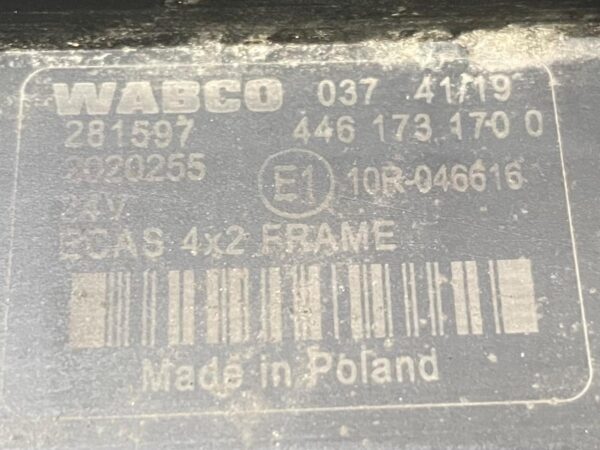 WABCO 037 41/19
281597 446 173 170 0
2020255 E1 10R-046616
24V
ECAS 4x2 FRAME
Made in Poland